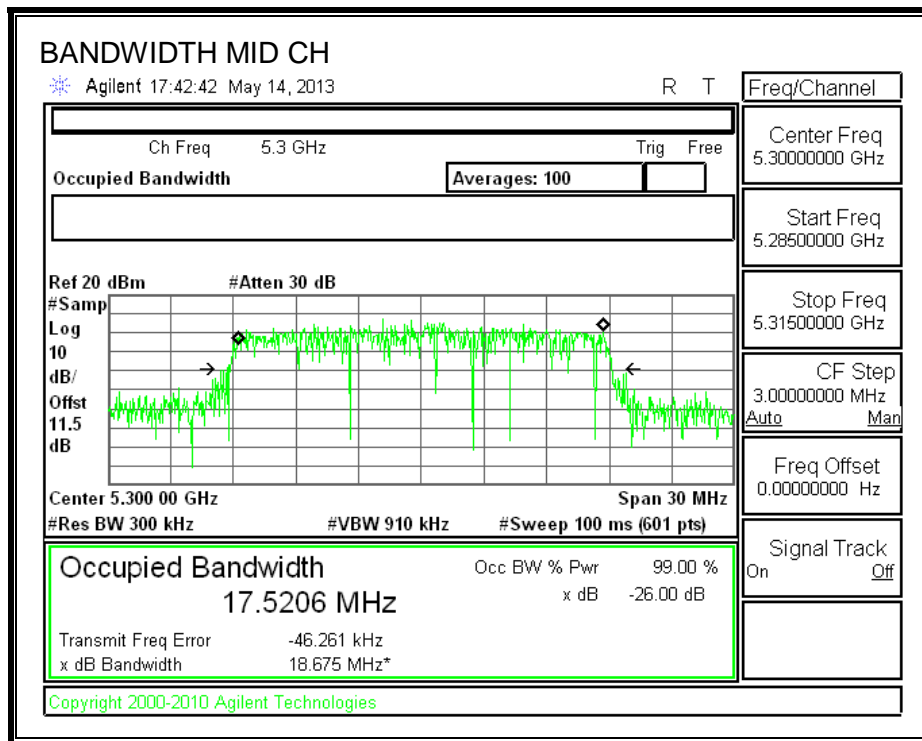 BANDWIDTH MID CH
Agilent 17:42:42 May 14, 2013 R T
Freq/Channel
Ch Freq 5.3 GHz Trig Free
Occupied Bandwidth Averages: 100
Center Freq
5.30000000 GHz
Start Freq
5.28500000 GHz
Stop Freq
5.31500000 GHz
CF Step
3.00000000 MHz
Auto Man
Freq Offset
0.00000000 Hz
Signal Track
On Off
Ref 20 dBm #Atten 30 dB
#Samp
Log
10
dB/
Offst
11.5
dB
Center 5.300 00 GHz Span 30 MHz
#Res BW 300 kHz #VBW 910 kHz #Sweep 100 ms (601 pts)
Occupied Bandwidth Occ BW % Pwr 99.00 %
17.5206 MHz x dB -26.00 dB
Transmit Freq Error -46.261 kHz
x dB Bandwidth 18.675 MHz*
Copyright 2000-2010 Agilent Technologies